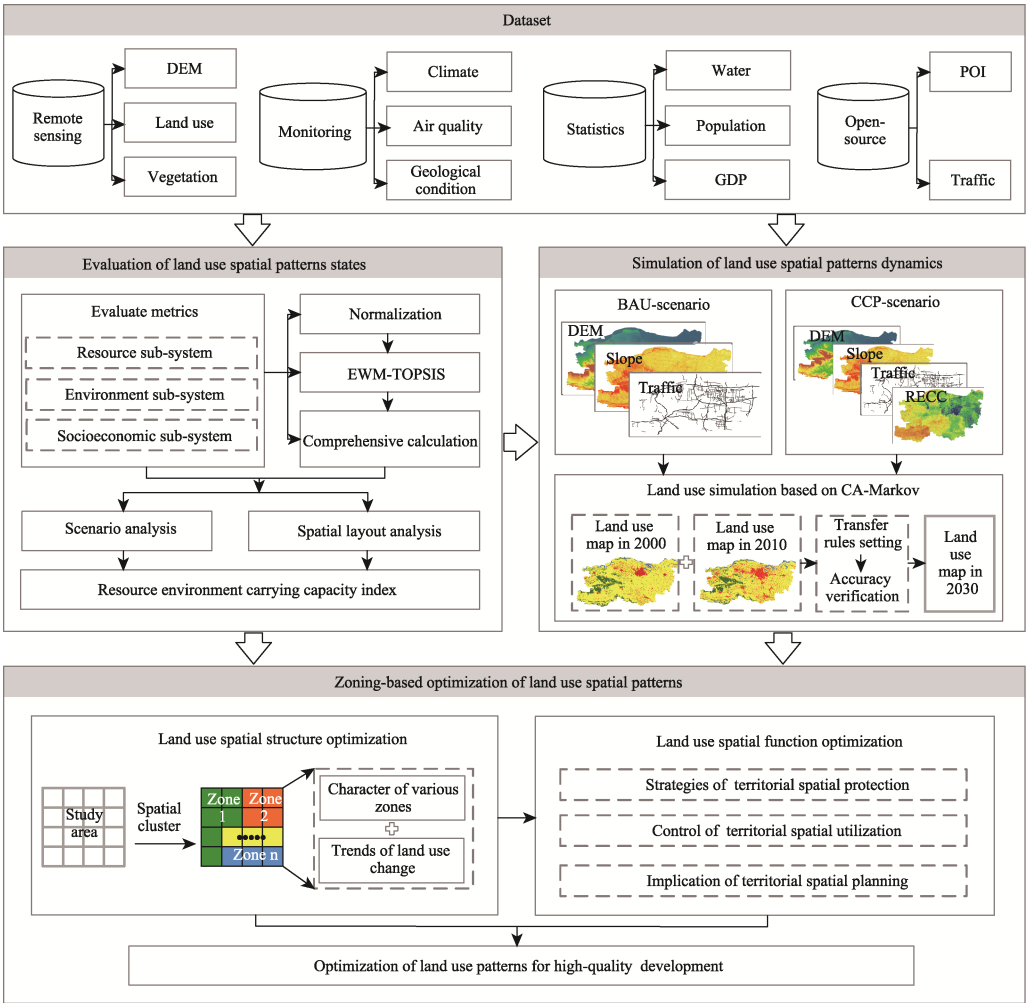 Dataset
Remote
sensing
DEM
Land use
Vegetation
Monitoring
Climate
Air quality
Geological
condition
Statistics
Water
Population
GDP
Open-
source
POI
Traffic
Evaluation of land use spatial patterns states
Evaluate metrics
Resource sub-system
Environment sub-system
Socioeconomic sub-system
Normalization
EWM-TOPSIS
Comprehensive calculation
Scenario analysis
Spatial layout analysis
Resource environment carrying capacity index
Simulation of land use spatial patterns dynamics
BAU-scenario
DEM
Slope
Traffic
CCP-scenario
DEM
Slope
Traffic
RECC
Land use simulation based on CA-Markov
Land use
map in 2000
Land use
map in 2010
Transfer
rules setting
Accuracy
verification
Land
use
map in
2030
Zoning-based optimization of land use spatial patterns
Land use spatial structure optimization
Study
area
Spatial
cluster
Zone
1
Zone
2
Zone n
Character of various
zones
Trends of land use
change
Land use spatial function optimization
Strategies of territorial spatial protection
Control of territorial spatial utilization
Implication of territorial spatial planning
Optimization of land use patterns for high-quality development